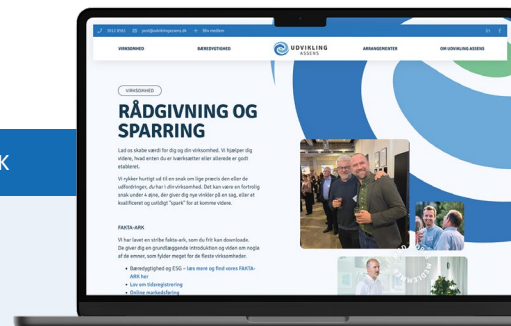 Bliv medlem
VIRKSOMHED
BÆREDYGTIGHED
UDVIKLING
ASSENS
ARRANGEMENTER
OM UDVIKLING ASSENS
VIRKSOMHED
RÅDGIVNING OG
SPARRING
Lad os skabe værdi for dig og din virksomhed. Vi hjælper dig
videre, hvad enten du er iværksætter eller allerede er godt
etableret.
Vi rykker hurtigt ud til en snak om lige præcis den eller de
udfordringer, du har i din virksomhed. Det kan være en fortrolig
snak under 4 øjne, der giver dig nye vinkler på en sag, eller et
kvalificeret og uvildigt "spark" for at komme videre.
FAKTA-ARK
Vi har lavet en stribe fakta-ark, som du frit kan downloade.
De giver dig en grundlæggende introduktion og viden om nogle
af de emner, som fylder meget for de fleste virksomheder.
• Bæredygtighed og ESG – læs mere og find vores FAKTA-
ARK her
• Lov om tidsregistrering
• Online markedsføring
K